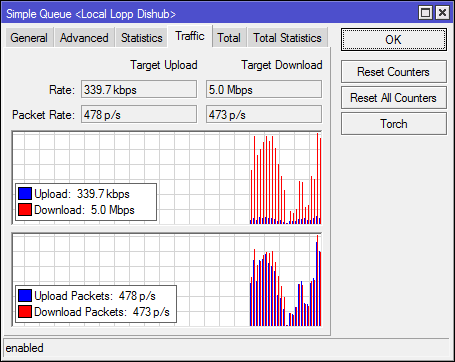 Simple Queue <Local Lopp Dishub>
General Advanced Statistics Traffic Total Total Statistics
Target Upload Target Download
Rate: 339.7 kbps 5.0 Mbps
Packet Rate: 478 p/s 473 p/s
Upload: 339.7 kbps
Download: 5.0 Mbps
Upload Packets: 478 p/s
Download Packets: 473 p/s
OK
Reset Counters
Reset All Counters
Torch
enabled